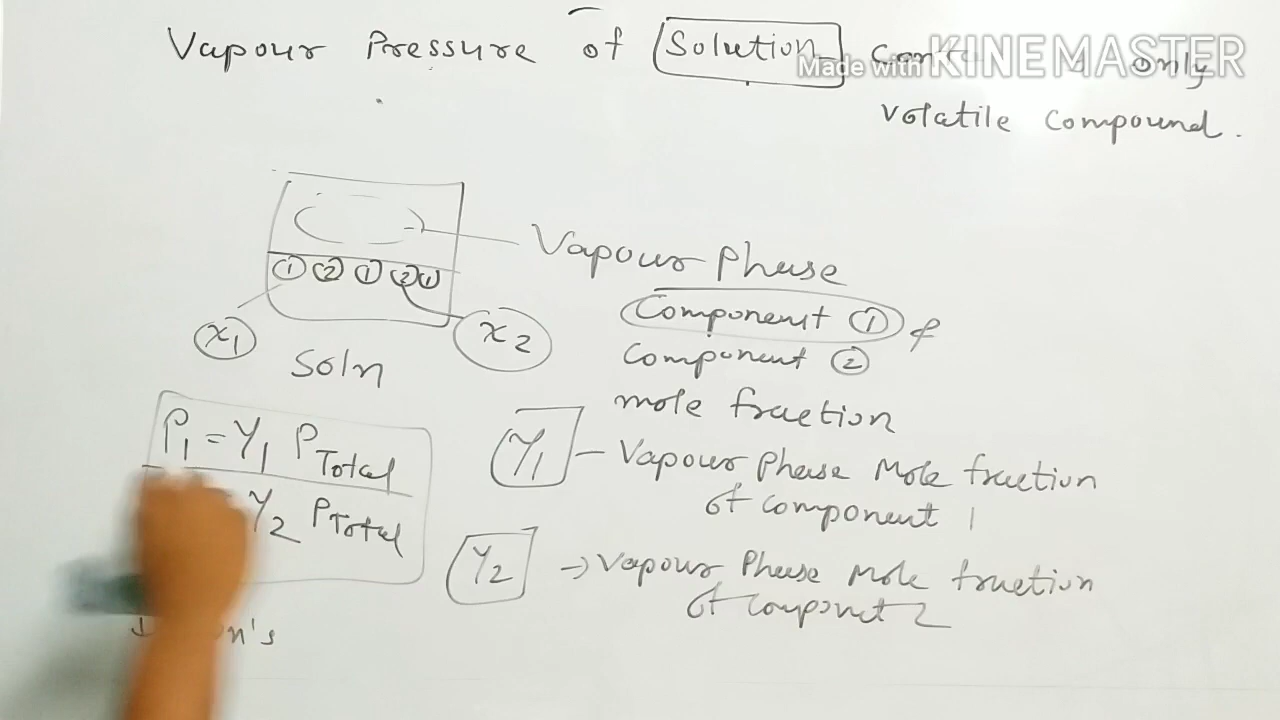 Vapour Pressure of Solution only
Made with KINEMASTER
volatile compound.
① ② ① ② ①
Vapour Phase
x1
x2
Soln
Component ① &
component ②
mole fraction
P1 = Y1 PTotal
Y2 PTotal
Y1 - Vapour Phase Mole fraction
of component 1
Y2 → Vapour Phase Mole fraction
of componct 2